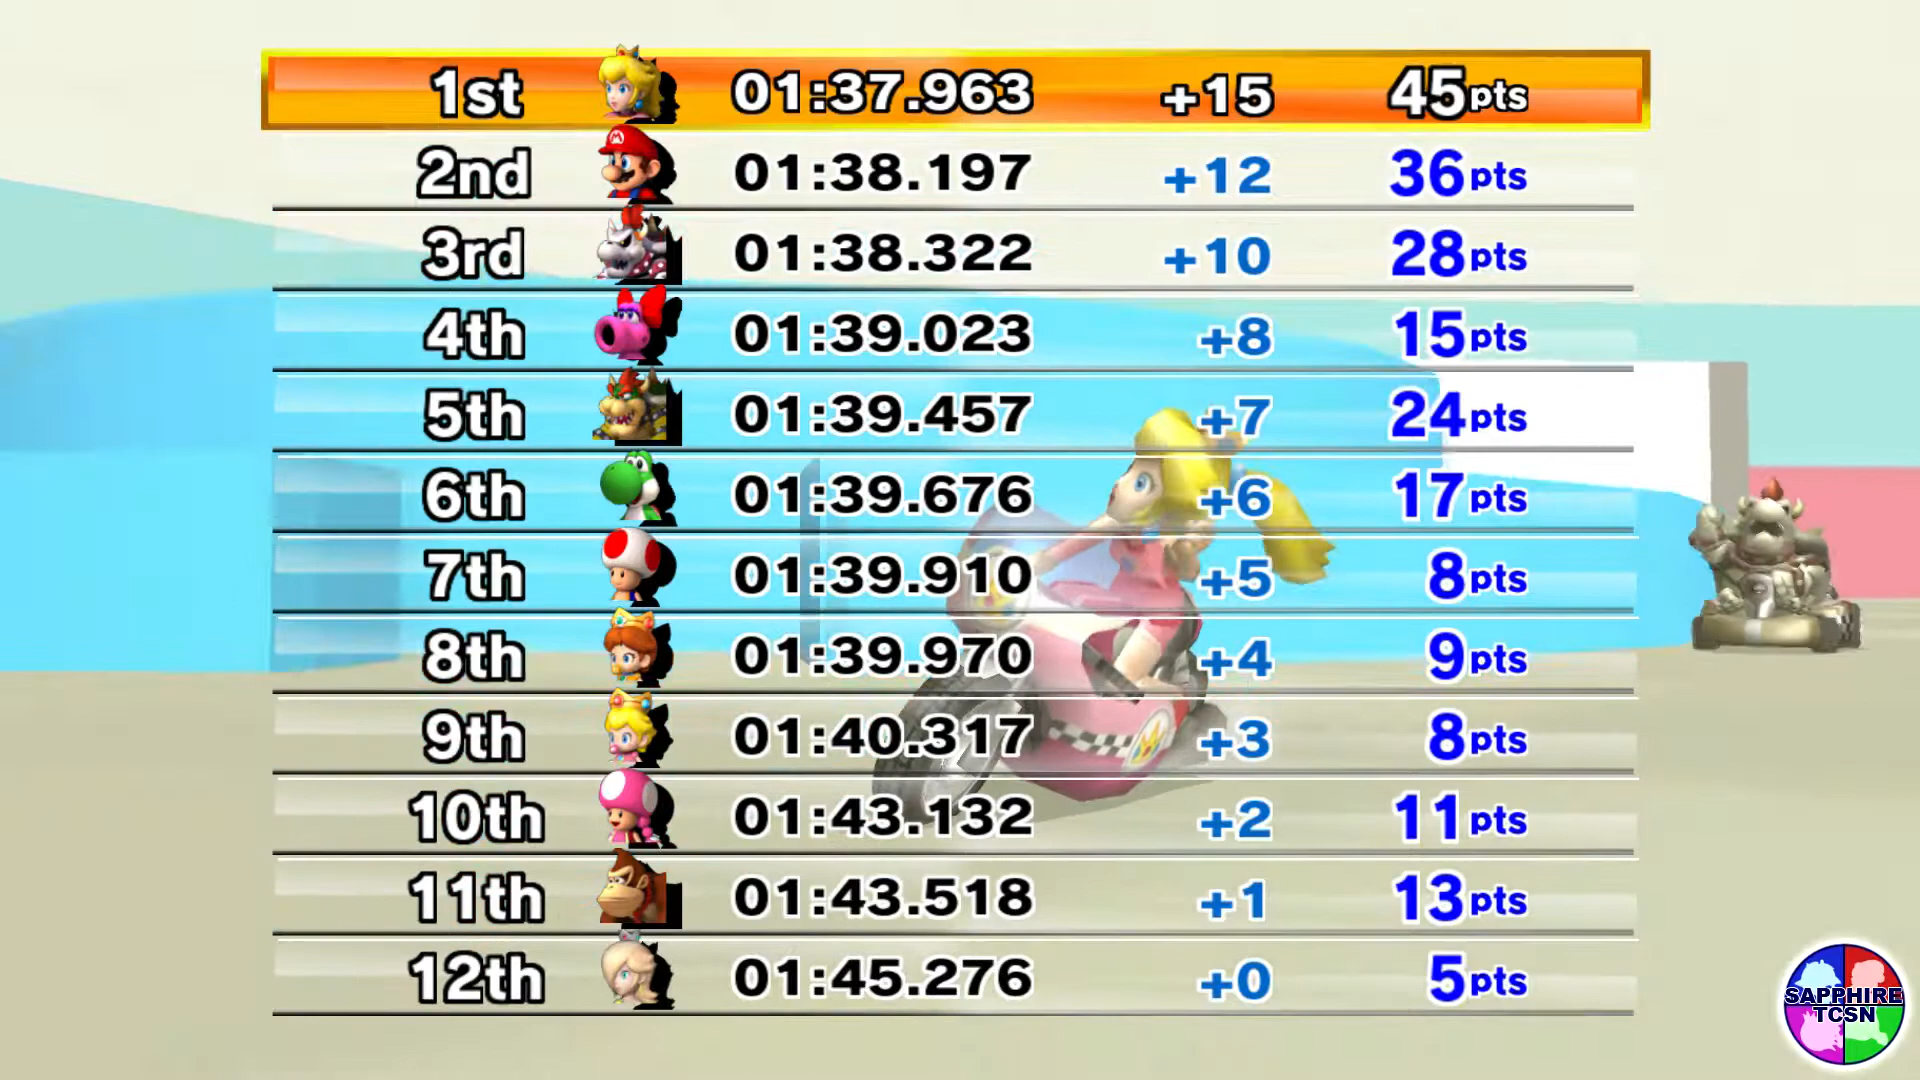 1st 01:37.963 +15 45pts
2nd 01:38.197 +12 36pts
3rd 01:38.322 +10 28pts
4th 01:39.023 +8 15pts
5th 01:39.457 +7 24pts
6th 01:39.676 +6 17pts
7th 01:39.910 +5 8pts
8th 01:39.970 +4 9pts
9th 01:40.317 +3 8pts
10th 01:43.132 +2 11pts
11th 01:43.518 +1 13pts
12th 01:45.276 +0 5pts
SAPPHIRE
TCSN